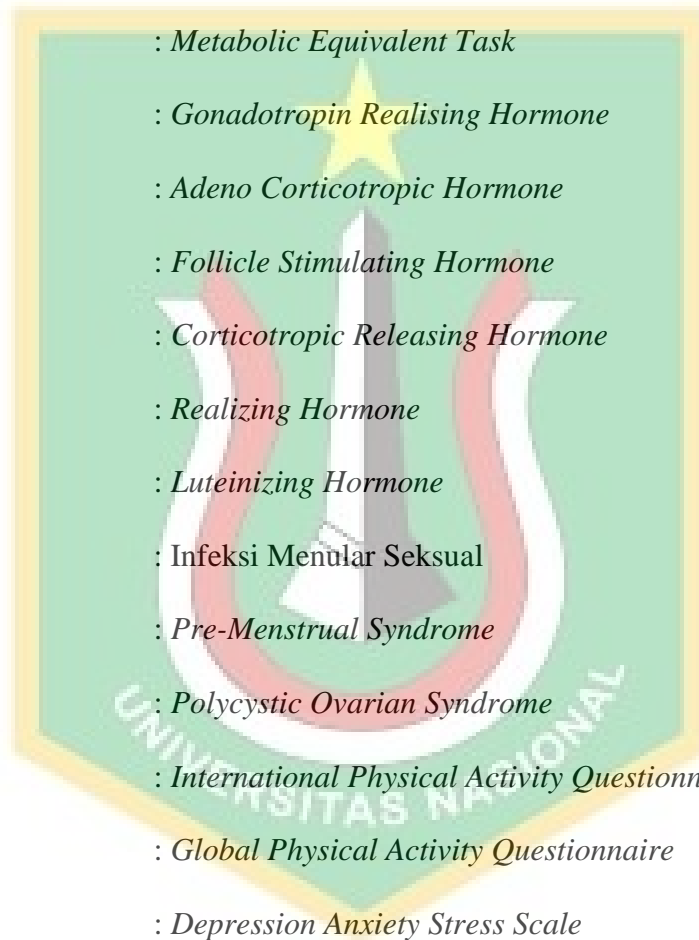 : Metabolic Equivalent Task
: Gonadotropin Realising Hormone
: Adeno Corticotropic Hormone
: Follicle Stimulating Hormone
: Corticotropic Releasing Hormone
: Realizing Hormone
: Luteinizing Hormone
: Infeksi Menular Seksual
: Pre-Menstrual Syndrome
: Polycystic Ovarian Syndrome
: International Physical Activity Questionn
: Global Physical Activity Questionnaire
: Depression Anxiety Stress Scale
UNIVERSITAS NASIONAL